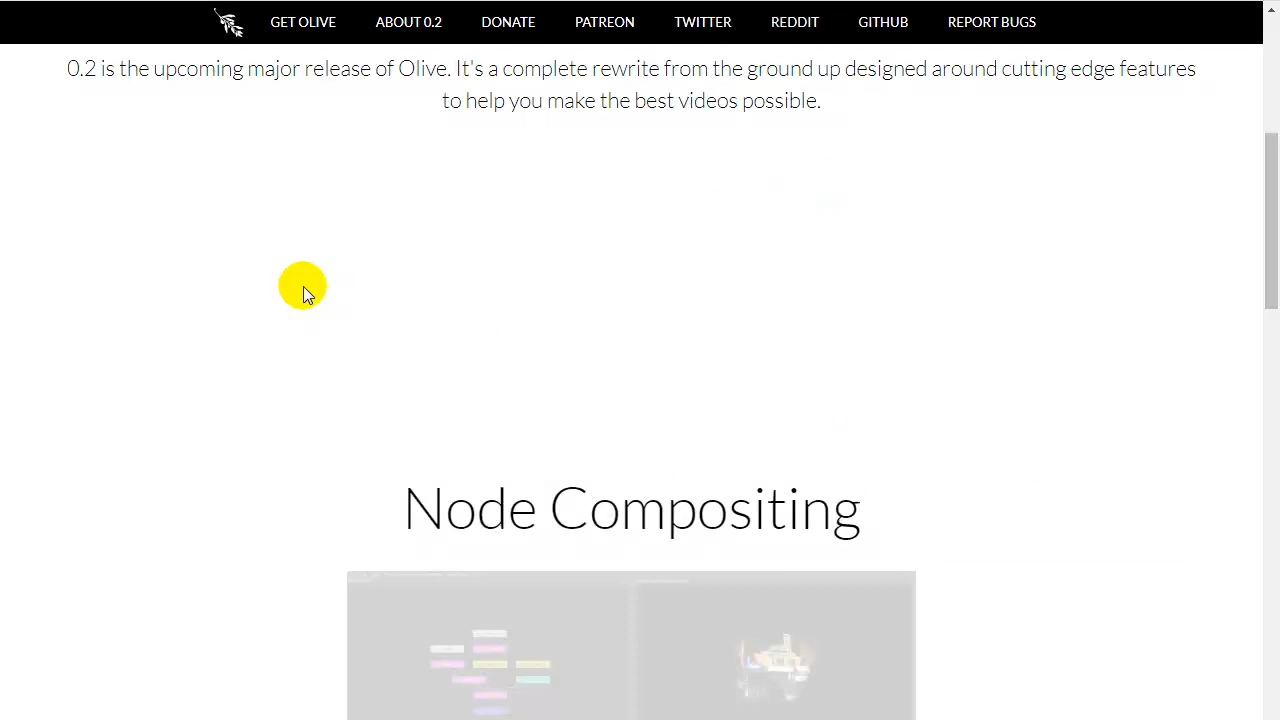 GET OLIVE ABOUT 0.2 DONATE PATREON TWITTER REDDIT GITHUB REPORT BUGS
0.2 is the upcoming major release of Olive. It's a complete rewrite from the ground up designed around cutting edge features
to help you make the best videos possible.
Node Compositing